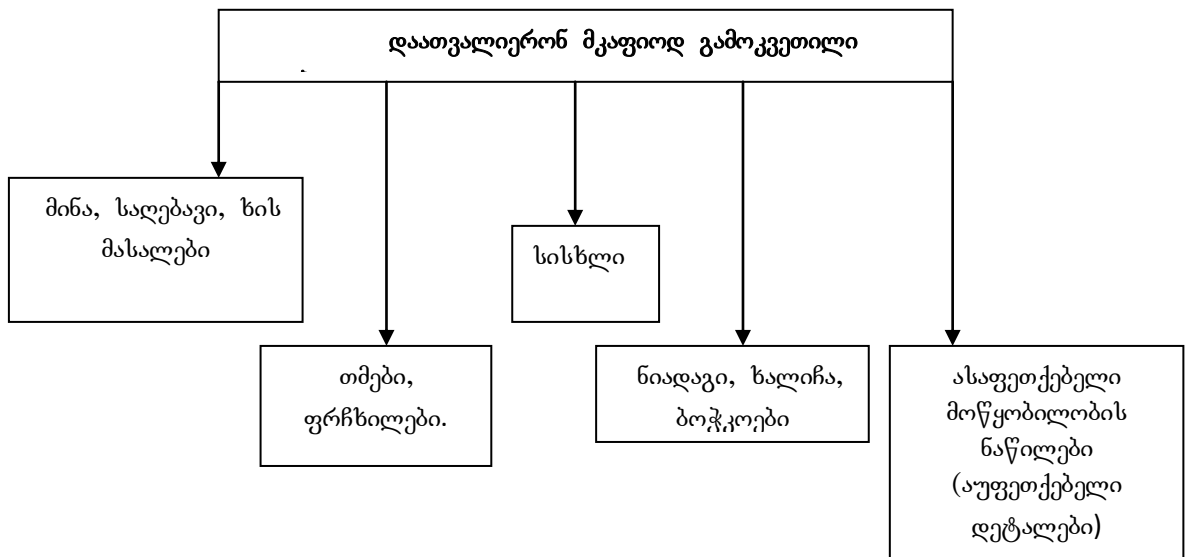 დაათვალიერონ მკაფიოდ გამოკვეთილი
მინა, საღებავი, ხის
მასალები
სისხლი
თმები,
ფრჩხილები.
ნიადაგი, ხალიჩა,
ბოჭკოები
ასაფეთქებელი
მოწყობილობის
ნაწილები
(აუფეთქებელი
დეტალები)